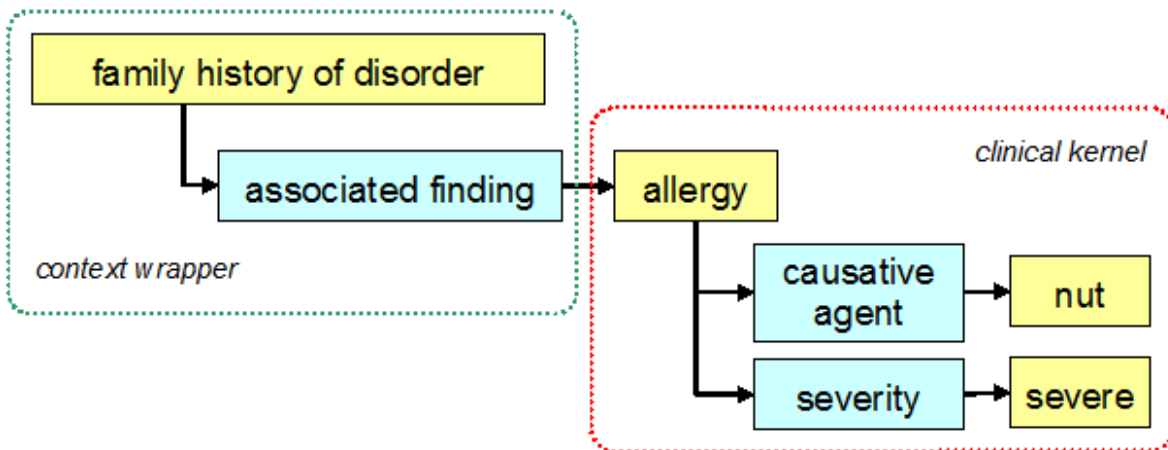 family history of disorder
associated finding
context wrapper
clinical kernel
allergy
causative
agent
nut
severity
severe